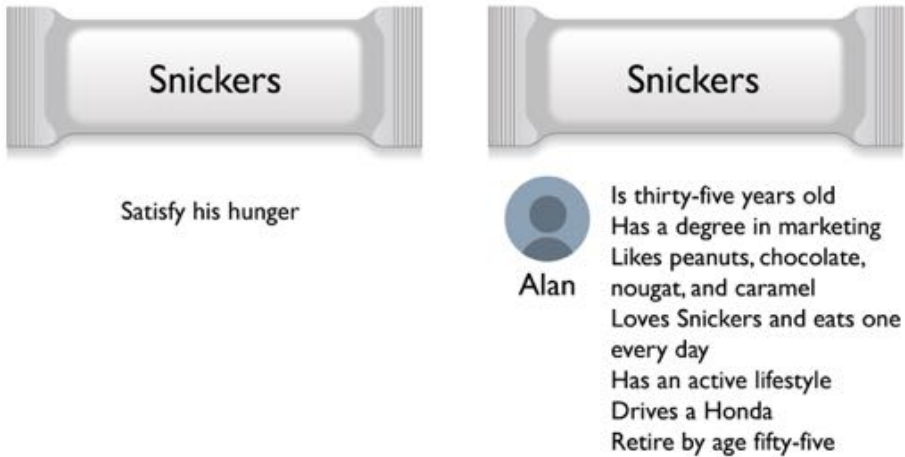 Snickers
Satisfy his hunger
Snickers
Alan
Is thirty-five years old
Has a degree in marketing
Likes peanuts, chocolate,
nougat, and caramel
Loves Snickers and eats one
every day
Has an active lifestyle
Drives a Honda
Retire by age fifty-five